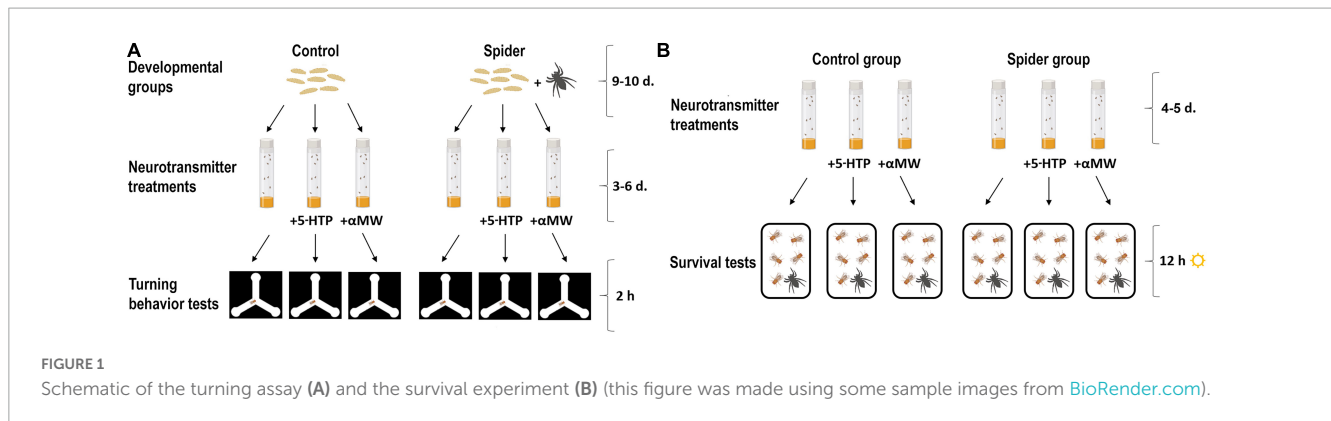 A
Control
Spider
Developmental
groups
+
9-10 d.
Neurotransmitter
treatments
3-6 d.
+5-HTP +αMW
+5-HTP +αMW
Turning
behavior tests
2 h
B
Control group
Spider group
Neurotransmitter
treatments
4-5 d.
+5-HTP +αMW
+5-HTP +αMW
Survival tests
12 h
FIGURE 1
Schematic of the turning assay (A) and the survival experiment (B) (this figure was made using some sample images from BioRender.com).